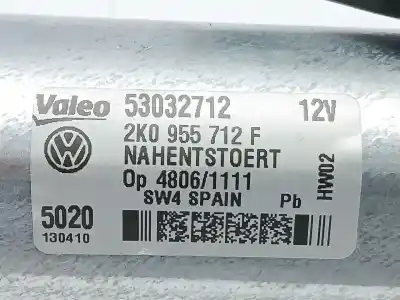 Valeo 53032712 12V
2K0 955 712 F
NAHENTSTOERT
Op 4806/1111
SW4 SPAIN Pb HW02
5020
130410